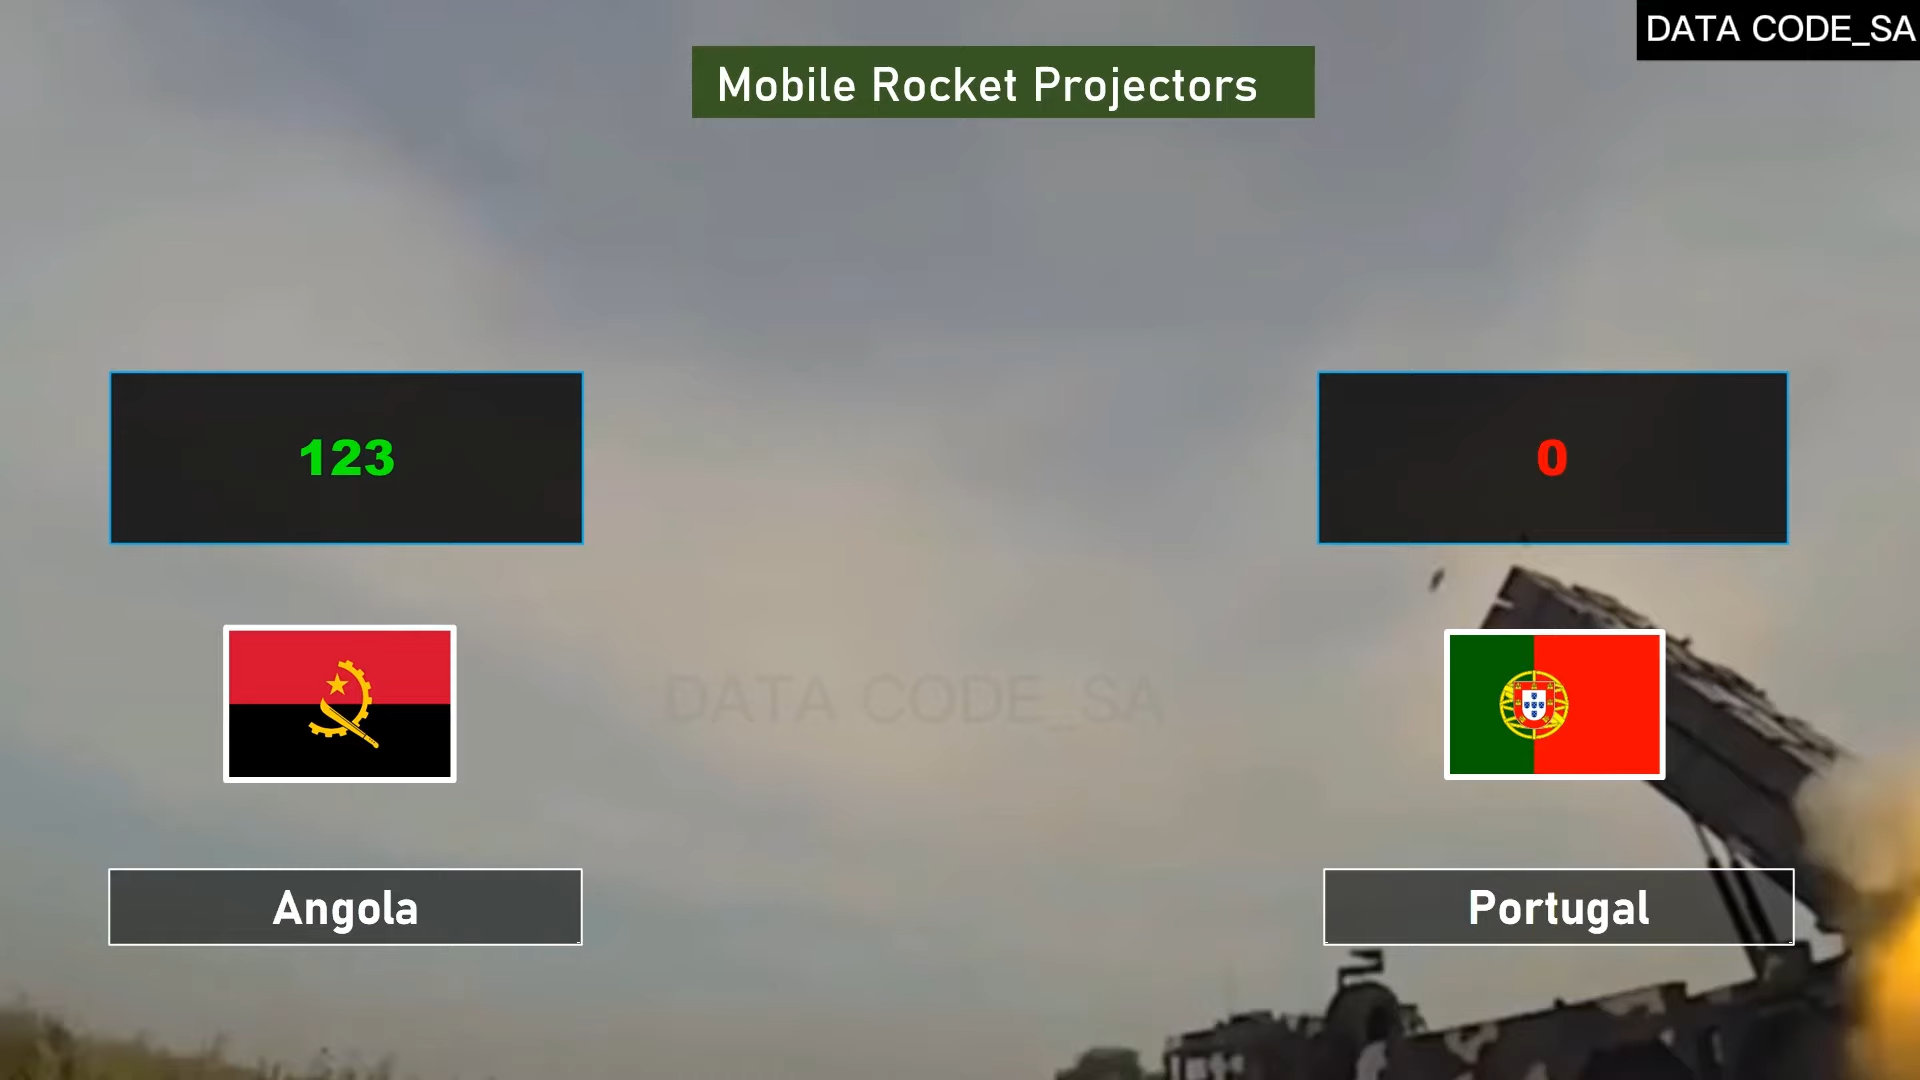 DATA CODE_SA
Mobile Rocket Projectors
123
0
DATA CODE_SA
Angola
Portugal